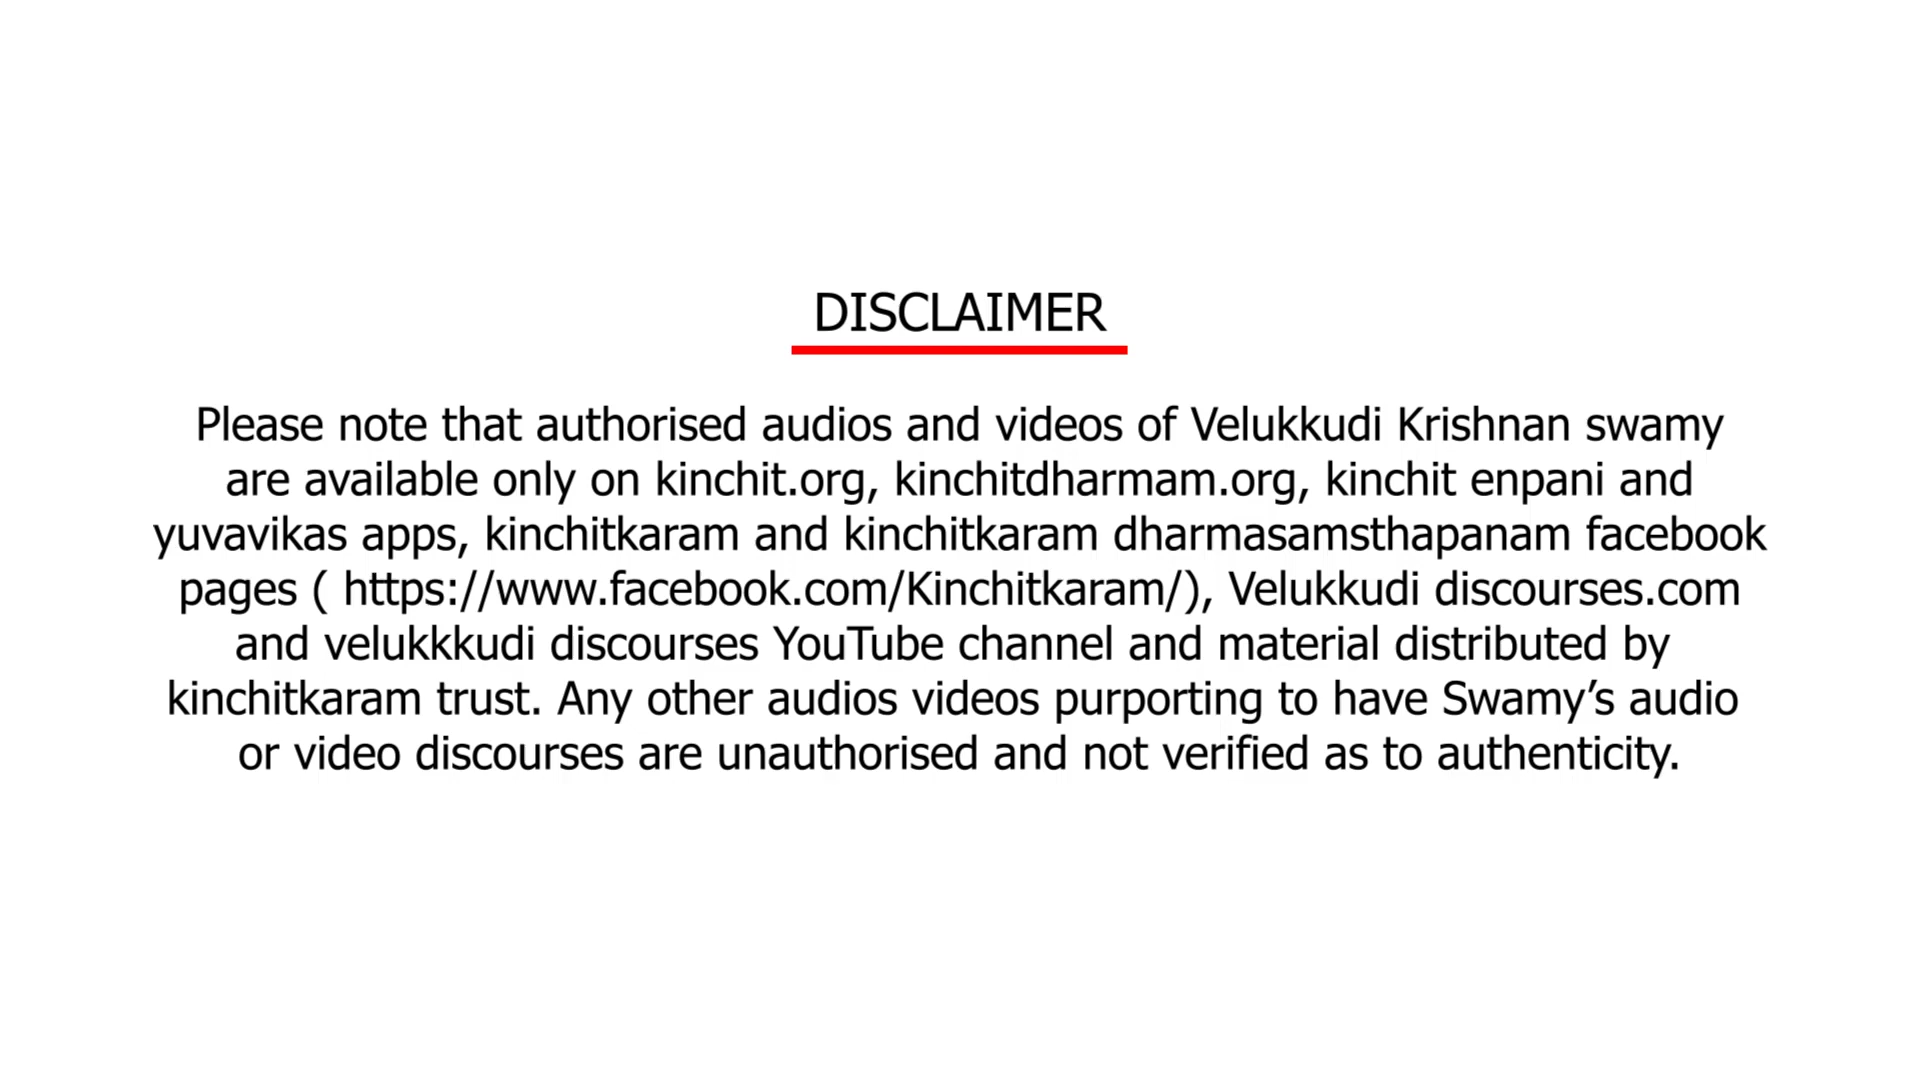 DISCLAIMER
Please note that authorised audios and videos of Velukkudi Krishnan swamy
are available only on kinchit.org, kinchitdharmam.org, kinchit enpani and
yuvavikas apps, kinchitkaram and kinchitkaram dharmasamsthapanam facebook
pages ( https://www.facebook.com/Kinchitkaram/), Velukkudi discourses.com
and velukkkudi discourses YouTube channel and material distributed by
kinchitkaram trust. Any other audios videos purporting to have Swamy’s audio
or video discourses are unauthorised and not verified as to authenticity.